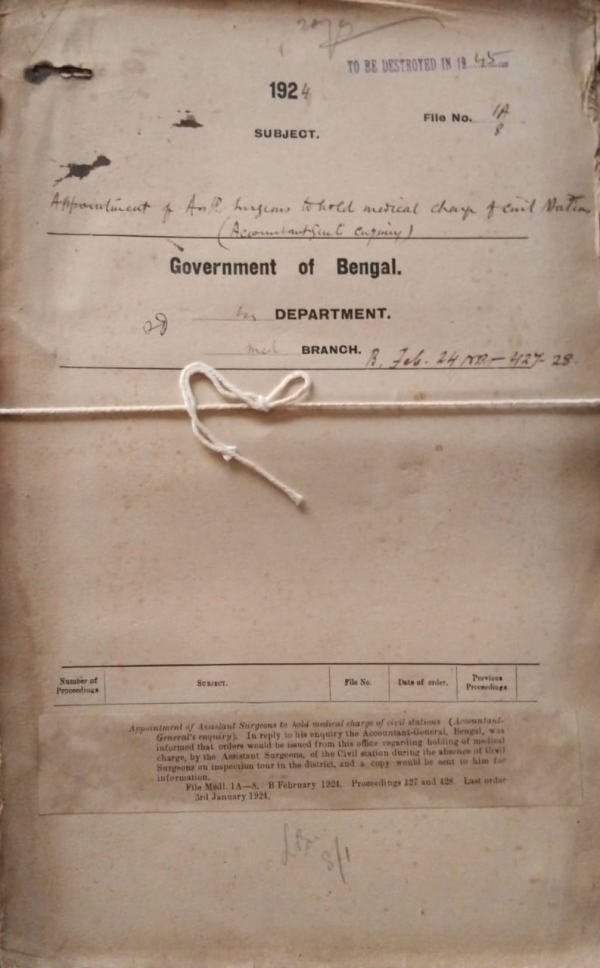 TO BE DESTROYED IN 1945
1924
File No. 1A
8
SUBJECT.
Appointment of Asst Surgeons to hold medical charge of civil Station
(Accountant Genl's enquiry)
Government of Bengal.
DEPARTMENT.
Med BRANCH. B. Feb. 24 Nos- 427-28.
Number of Proceedings SUBJECT. File No. Date of order. Previous Proceedings
Appointment of Assistant Surgeons to hold medical charge of civil stations (Accountant-
General's enquiry). In reply to his enquiry the Accountant-General, Bengal, was
informed that orders would be issued from this office regarding holding of medical
charge, by the Assistant Surgeons, of the Civil station during the absence of Civil
Surgeons on inspection tour in the district, and a copy would be sent to him for
information.
File Medl. 1A—8. B February 1924. Proceedings 427 and 428. Last order
3rd January 1924.
8/1